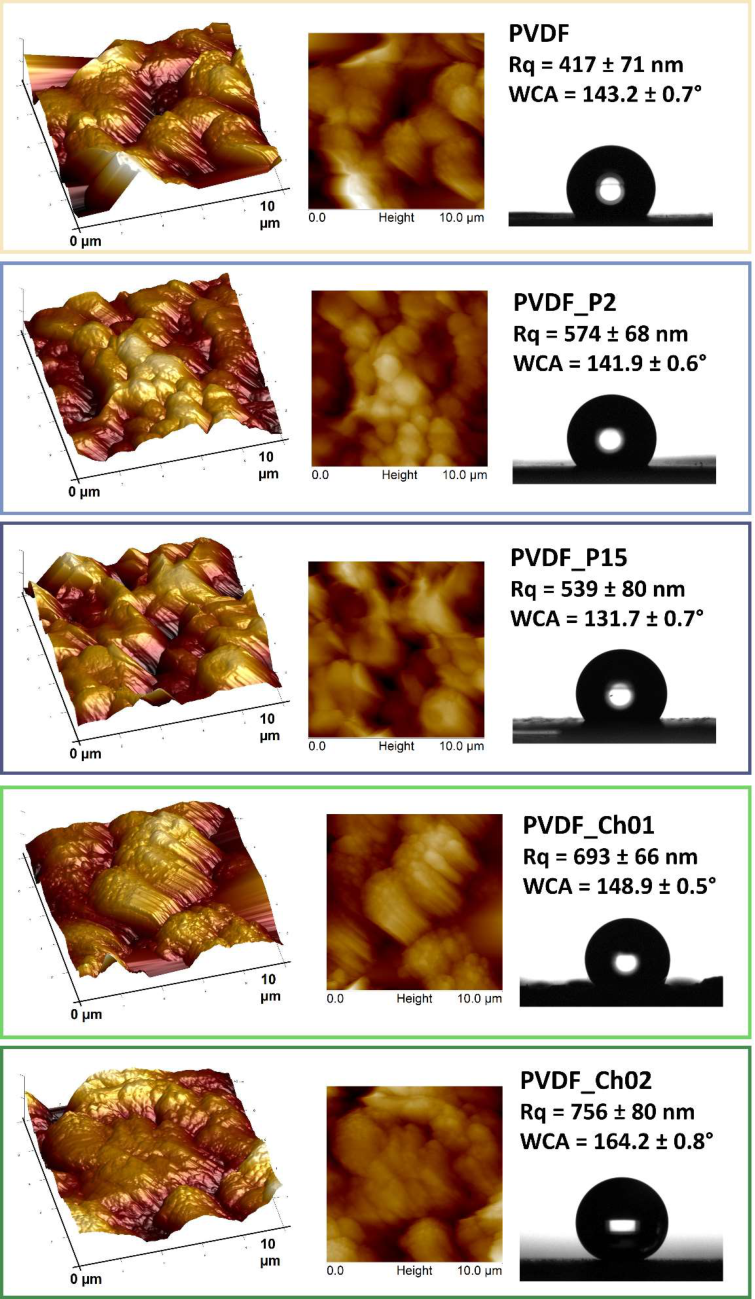 PVDF
Rq = 417 ± 71 nm
WCA = 143.2 ± 0.7°
10
µm
0 µm
0.0 Height 10.0 µm
PVDF_P2
Rq = 574 ± 68 nm
WCA = 141.9 ± 0.6°
10
µm
0 µm
0.0 Height 10.0 µm
PVDF_P15
Rq = 539 ± 80 nm
WCA = 131.7 ± 0.7°
10
µm
0 µm
0.0 Height 10.0 µm
PVDF_Ch01
Rq = 693 ± 66 nm
WCA = 148.9 ± 0.5°
10
µm
0 µm
0.0 Height 10.0 µm
PVDF_Ch02
Rq = 756 ± 80 nm
WCA = 164.2 ± 0.8°
10
µm
0 µm
0.0 Height 10.0 µm